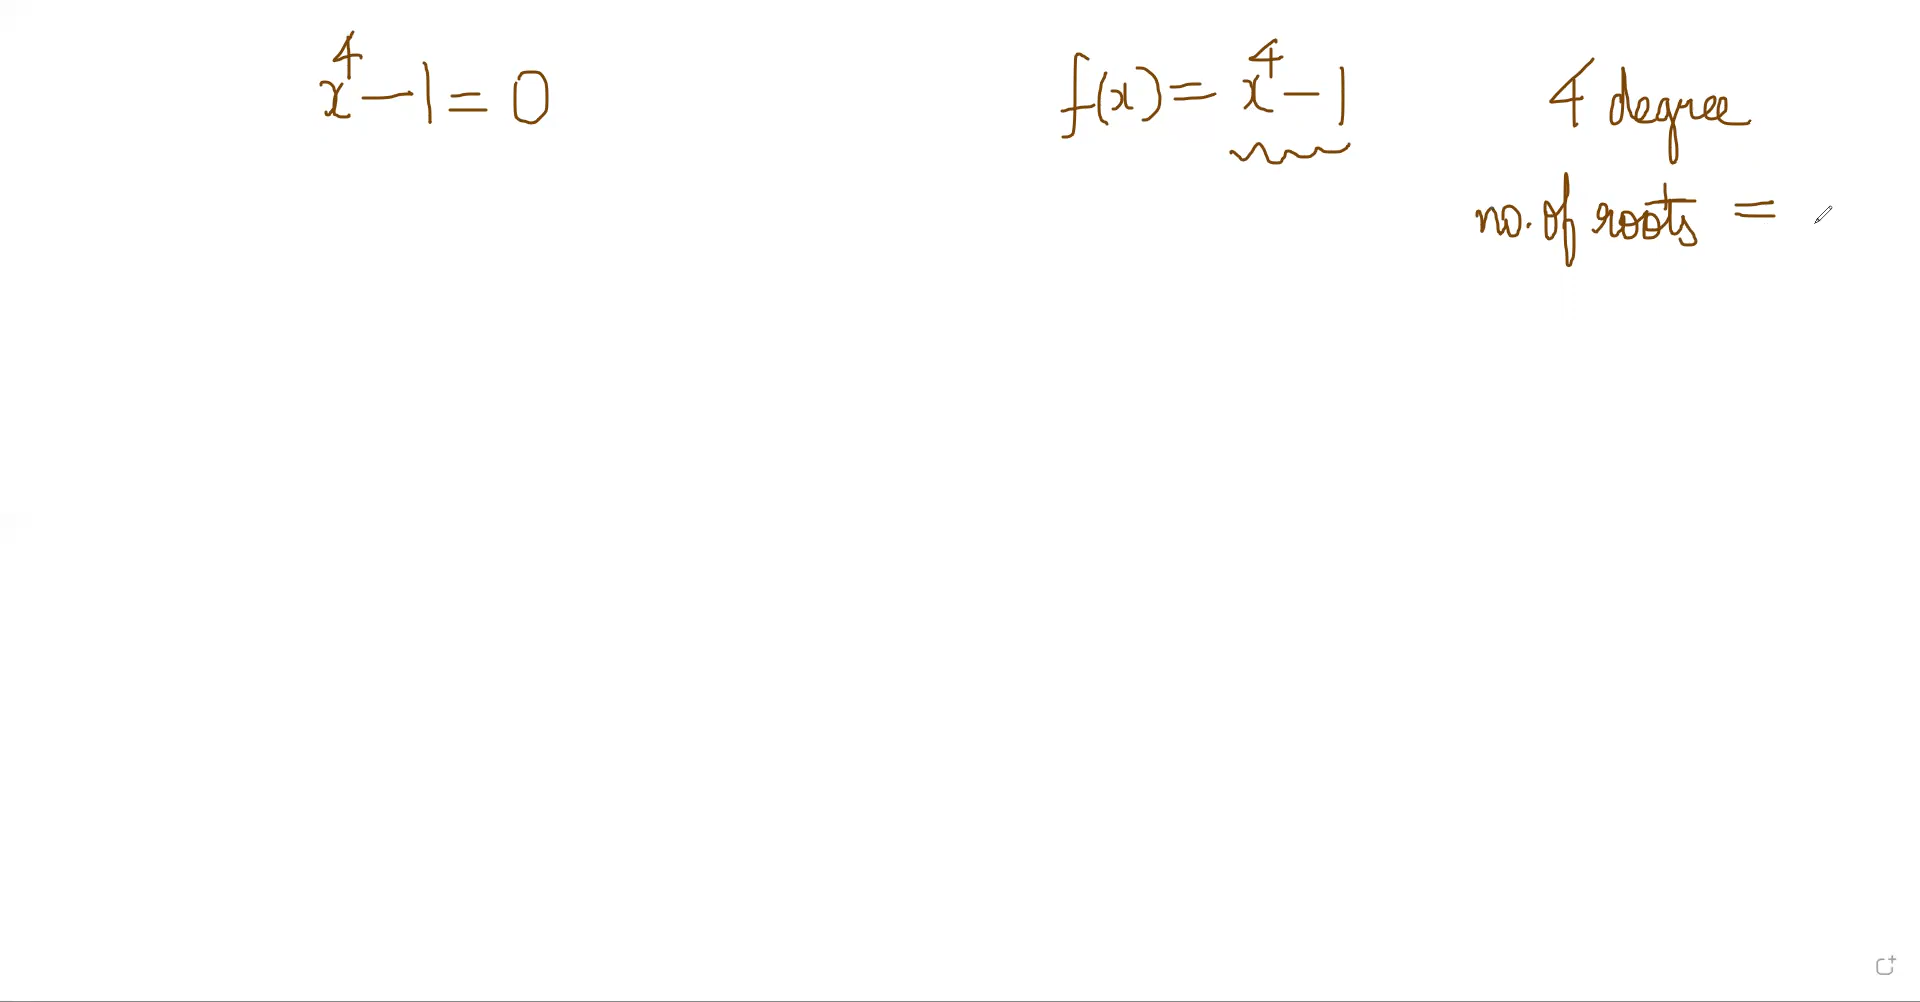 x⁴ − 1 = 0
f(x) = x⁴ − 1
4 degree
no. of roots =